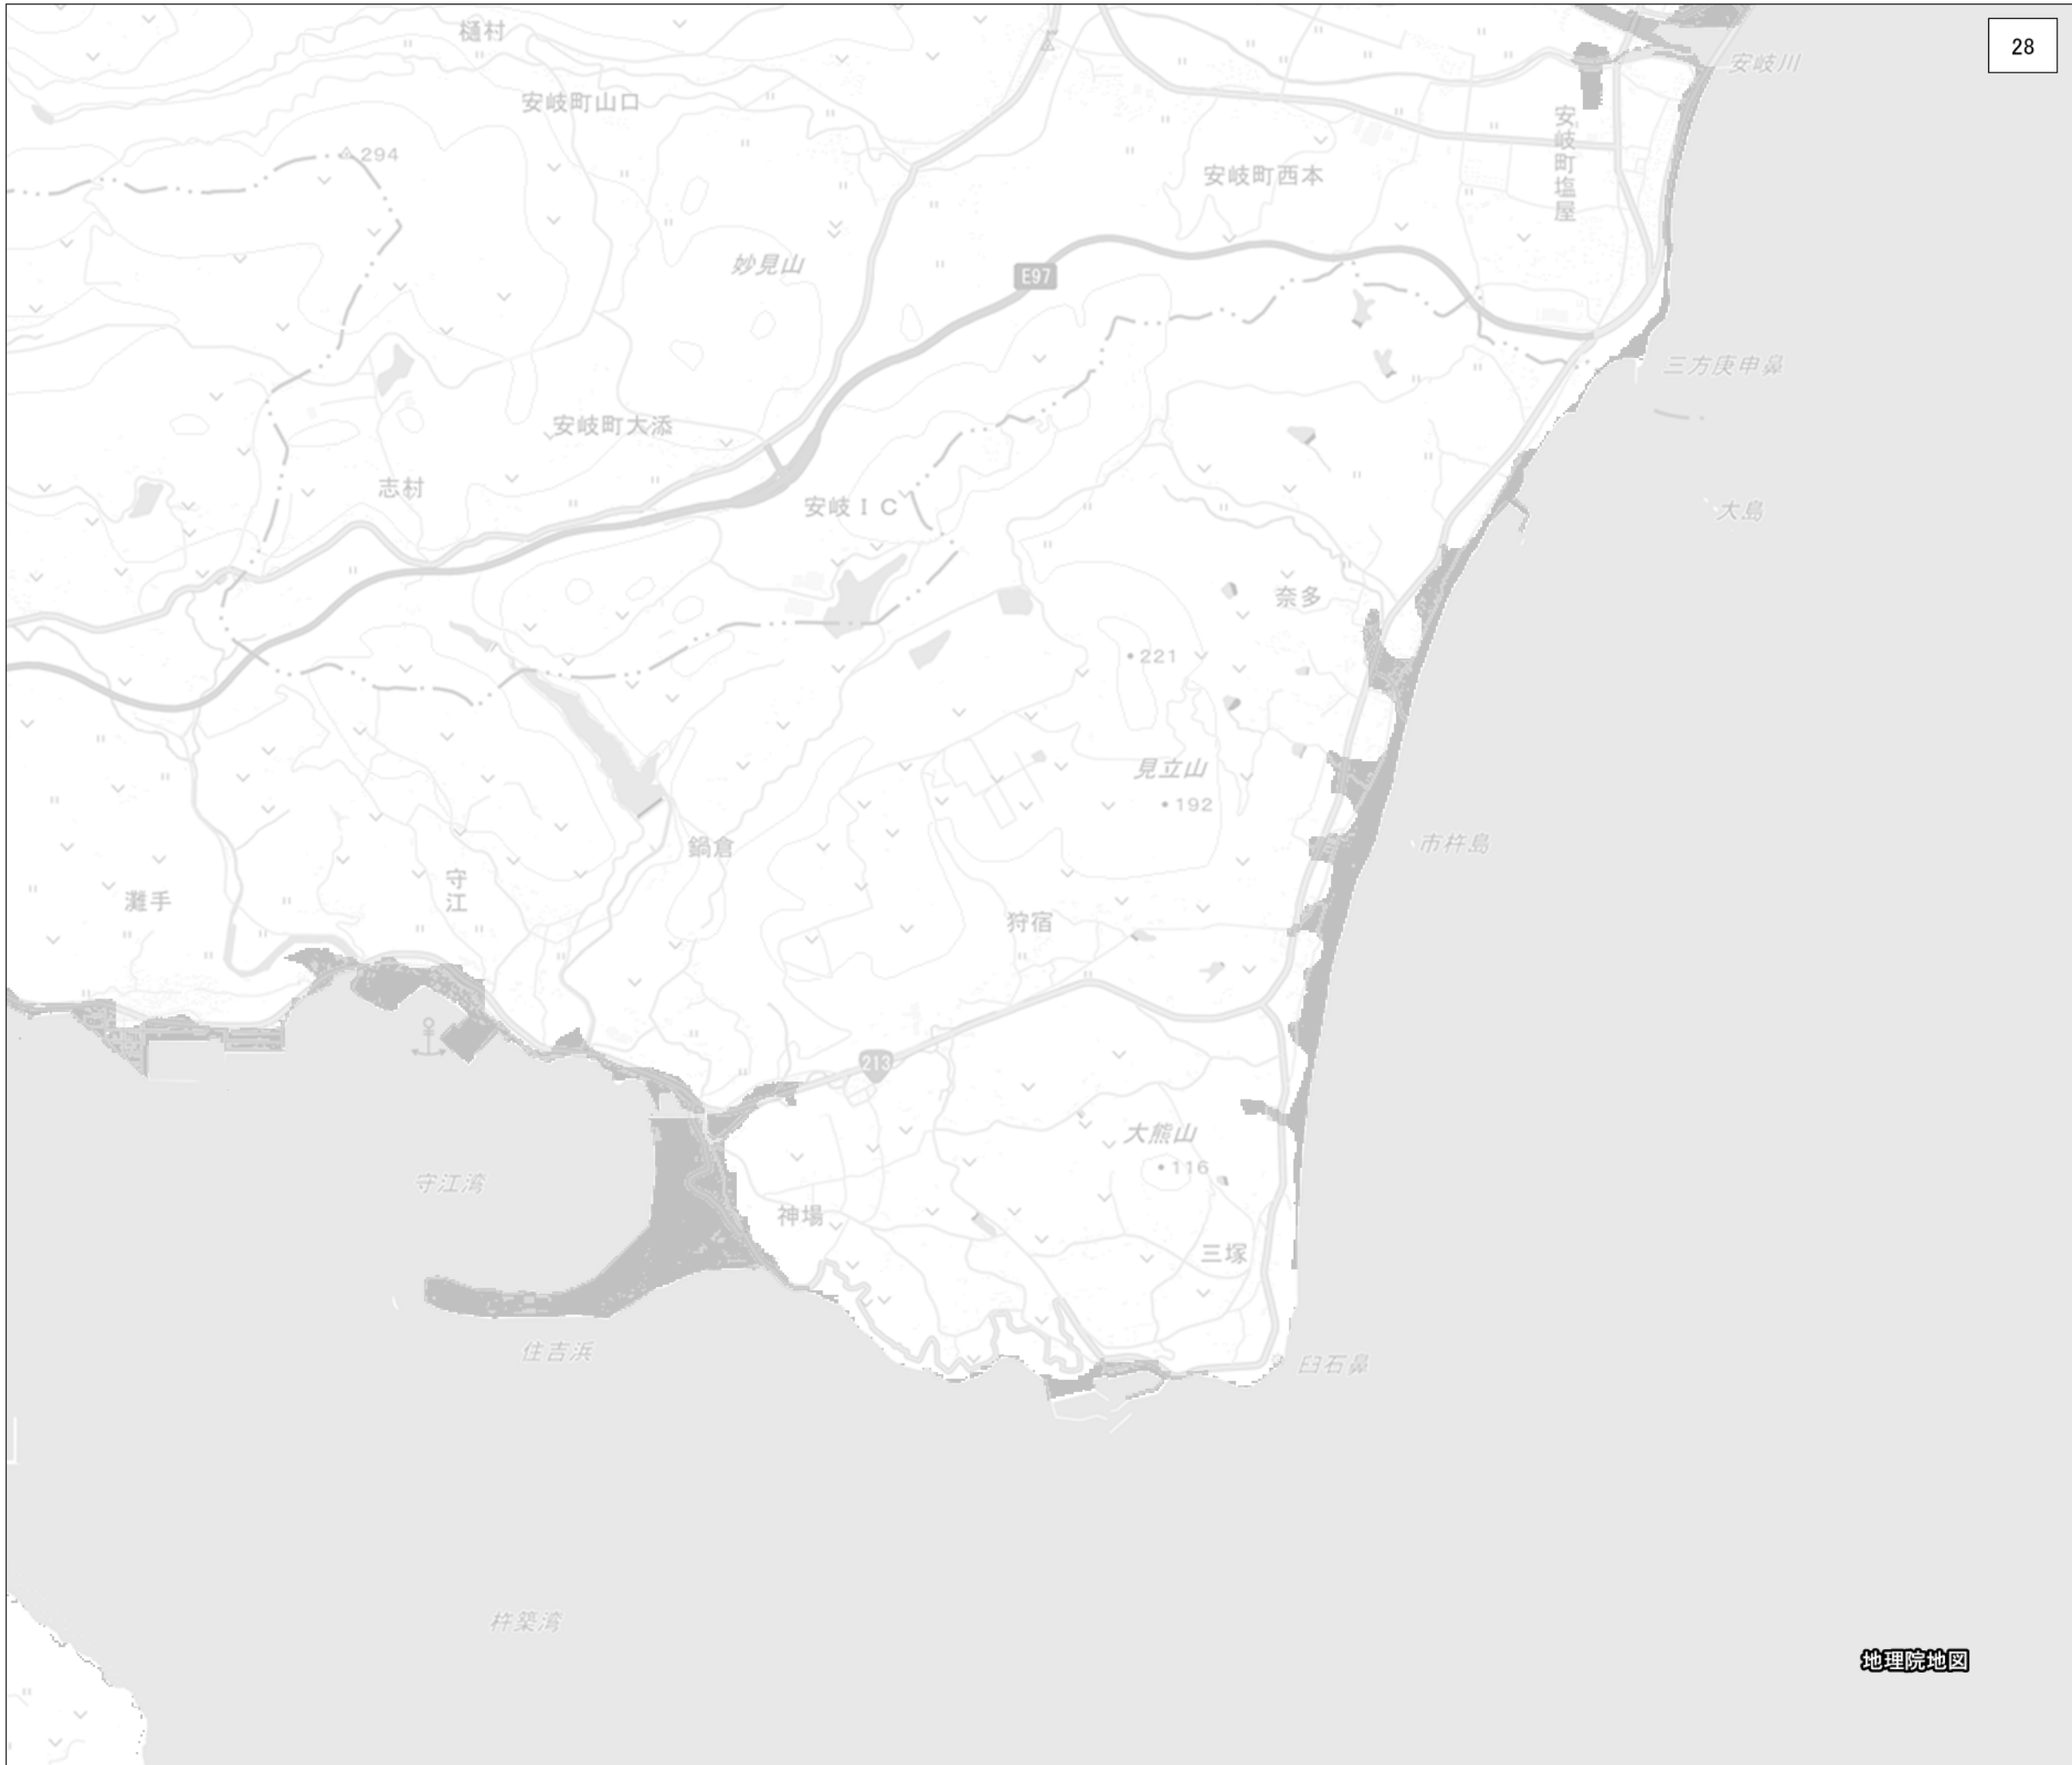 樋村
28
安岐川
安岐町山口
安岐町塩屋
294
安岐町西本
妙見山
E97
三方庚申鼻
安岐町大添
志村
安岐ＩＣ
大島
奈多
221
見立山
192
鍋倉
市杵島
守江
灘手
狩宿
213
大熊山
116
守江湾
神場
三塚
住吉浜
臼石鼻
杵築湾
地理院地図